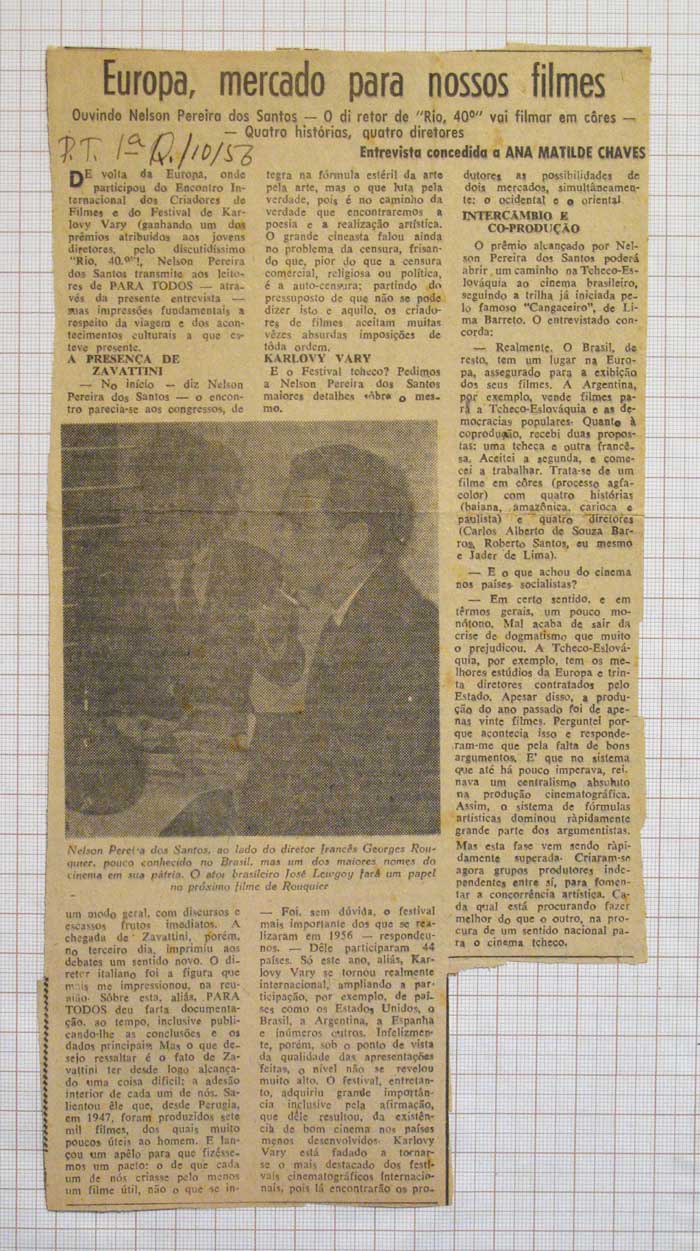 Europa, mercado para nossos filmes
Ouvindo Nelson Pereira dos Santos — O di retor de "Rio, 40º" vai filmar em côres —
— Quatro histórias, quatro diretores
P.T. 1ª Q./10/56
Entrevista concedida a ANA MATILDE CHAVES
DE volta da Europa, onde
participou do Encontro In-
ternacional dos Criadores de
Filmes e do Festival de Kar-
lovy Vary (ganhando um dos
prêmios atribuídos aos jovens
diretores, pelo discutidíssimo
"Rio, 40.º"), Nelson Pereira
dos Santos transmite aos leito-
res de PARA TODOS — atra-
vés da presente entrevista —
suas impressões fundamentais a
respeito da viagem e dos acon-
tecimentos culturais a que es-
teve presente.
A PRESENÇA DE
ZAVATTINI
— No início — diz Nelson
Pereira dos Santos — o encon-
tro parecia-se aos congressos, de
um modo geral, com discursos e
escassos frutos imediatos. A
chegada de Zavattini, porém,
no terceiro dia, imprimiu aos
debates um sentido novo. O di-
retor italiano foi a figura que
mais me impressionou, na reu-
nião. Sôbre esta, aliás, PARA
TODOS deu farta documenta-
ção, ao tempo, inclusive publi-
cando-lhe as conclusões e os
dados principais. Mas o que de-
sejo ressaltar é o fato de Za-
vattini ter desde logo alcança-
do uma coisa difícil: a adesão
interior de cada um de nós. Sa-
lientou êle que, desde Perugia,
em 1947, foram produzidos sete
mil filmes, dos quais muito
poucos úteis ao homem. E lan-
çou um apêlo para que fizésse-
mos um pacto: o de que cada
um de nós criasse pelo menos
um filme útil, não o que se in-
tegra na fórmula estéril da arte
pela arte, mas o que luta pela
verdade, pois é no caminho da
verdade que encontraremos a
poesia e a realização artística.
O grande cineasta falou ainda
no problema da censura, frisan-
do que, pior do que a censura
comercial, religiosa ou política,
é a auto-censura; partindo do
pressuposto de que não se pode
dizer isto e aquilo, os criado-
res de filmes aceitam muitas
vêzes absurdas imposições de
tôda ordem.
KARLOVY VARY
E o Festival tcheco? Pedimos
a Nelson Pereira dos Santos
maiores detalhes sôbre o mes-
mo.
— Foi, sem dúvida, o festival
mais importante dos que se rea-
lizaram em 1956 — respondeu-
nos. — Dêle participaram 44
países. Só este ano, aliás, Kar-
lovy Vary se tornou realmente
internacional, ampliando a par-
ticipação, por exemplo, de paí-
ses como os Estados Unidos, o
Brasil, a Argentina, a Espanha
e inúmeros outros. Infelizmen-
te, porém, sob o ponto de vista
da qualidade das apresentações
feitas, o nível não se revelou
muito alto. O festival, entretan-
to, adquiriu grande importân-
cia inclusive pela afirmação,
que dêle resultou, da existên-
cia de bom cinema nos países
menos desenvolvidos. Karlovy
Vary está fadado a tornar-
se o mais destacado dos festi-
vais cinematográficos internacio-
nais, pois lá encontrarão os pro-
dutores as possibilidades de
dois mercados, simultâneamen-
te: o ocidental e o oriental
INTERCÂMBIO E
CO-PRODUÇÃO
O prêmio alcançado por Nel-
son Pereira dos Santos poderá
abrir um caminho na Tcheco-Es-
lováquia ao cinema brasileiro,
seguindo a trilha já iniciada pe-
lo famoso "Cangaceiro", de Li-
ma Barreto. O entrevistado con-
corda:
— Realmente. O Brasil, de
resto, tem um lugar na Euro-
pa, assegurado para a exibição
dos seus filmes. A Argentina,
por exemplo, vende filmes pa-
rá a Tcheco-Eslováquia e as de-
mocracias populares. Quanto à
coprodução, recebi duas propos-
tas: uma tcheca e outra francê-
sa. Aceitei a segunda, e come-
cei a trabalhar. Trata-se de um
filme em côres (processo agfa-
color) com quatro histórias
(baiana, amazônica, carioca e
paulista) e quatro diretores
(Carlos Alberto de Souza Bar-
ros, Roberto Santos, eu mesmo
e Jader de Lima).
— E o que achou do cinema
nos países socialistas?
— Em certo sentido, e em
têrmos gerais, um pouco mo-
nótono. Mal acaba de sair da
crise de dogmatismo que muito
o prejudicou. A Tcheco-Eslová-
quia, por exemplo, tem os me-
lhores estúdios da Europa e trin-
ta diretores contratados pelo
Estado. Apesar disso, a produ-
ção do ano passado foi de ape-
nas vinte filmes. Perguntei por-
que acontecia isso e responde-
ram-me que pela falta de bons
argumentos. E' que no sistema
que até há pouco imperava, rei-
nava um centralismo absoluto
na produção cinematográfica.
Assim, o sistema de fórmulas
artísticas dominou ràpidamente
grande parte dos argumentistas.
Mas esta fase vem sendo ràpi-
damente superada. Criaram-se
agora grupos produtores inde-
pendentes entre si, para fomen-
tar a concorrência artística. Ca-
da qual está procurando fazer
melhor do que o outro, na pro-
cura de um sentido nacional pa-
ra o cinema tcheco.
Nelson Pereira dos Santos, ao lado do diretor francês Georges Rou-
quier, pouco conhecido no Brasil, mas um dos maiores nomes do
cinema em sua pátria. O ator brasileiro José Lewgoy fará um papel
no próximo filme de Rouquier